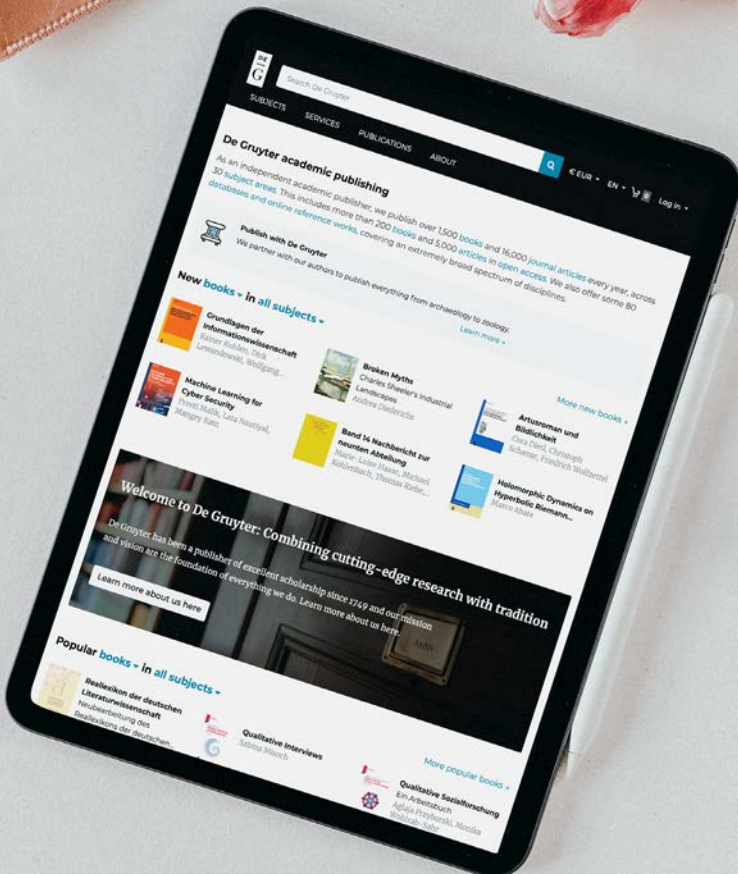 DE
G
Search De Gruyter
€ EUR
EN
0
Log in
SUBJECTS
SERVICES
PUBLICATIONS
ABOUT
De Gruyter academic publishing
As an independent academic publisher, we publish over 1,500 books and 16,000 journal articles every year, across
30 subject areas. This includes more than 200 books and 5,000 articles in open access. We also offer some 80
databases and online reference works, covering an extremely broad spectrum of disciplines.
Publish with De Gruyter
We partner with our authors to publish everything from archaeology to zoology.
Learn more »
New books in all subjects
More new books »
Grundlagen der
Informationswissenschaft
Rainer Kuhlen, Dirk
Lewandowski, Wolfgang...
Broken Myths
Charles Sheeler's Industrial
Landscapes
Andrea Diederichs
Artusroman und
Bildlichkeit
Cora Dietl, Christoph
Schanze, Friedrich Wolfzettel
Machine Learning for
Cyber Security
Preeti Malik, Lata Nautiyal,
Mangey Ram
Band 14 Nachbericht zur
neunten Abteilung
Marie-Luise Haase, Michael
Kohlenbach, Thomas Riebe,...
Holomorphic Dynamics on
Hyperbolic Riemann...
Marco Abate
Welcome to De Gruyter: Combining cutting-edge research with tradition
De Gruyter has been a publisher of excellent scholarship since 1749 and our mission
and vision are the foundation of everything we do. Learn more about us here.
Learn more about us here
Archiv
Popular books in all subjects
More popular books »
Reallexikon der deutschen
Literaturwissenschaft
Neubearbeitung des
Reallexikons der deutschen...
Qualitative Interviews
Sabina Misoch
Qualitative Sozialforschung
Ein Arbeitsbuch
Aglaja Przyborski, Monika
Wohlrab-Sahr